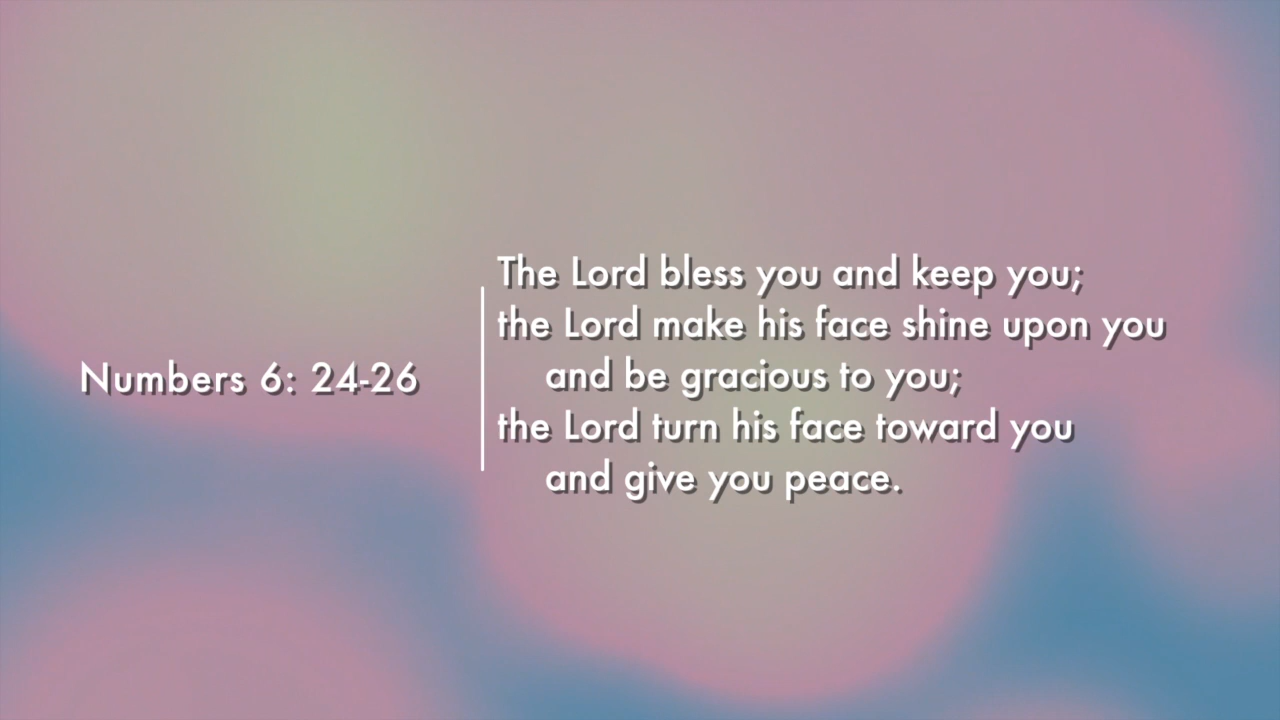 Numbers 6: 24-26
The Lord bless you and keep you;
the Lord make his face shine upon you
and be gracious to you;
the Lord turn his face toward you
and give you peace.